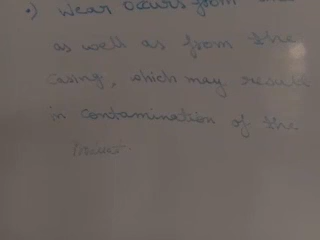 •) Wear occurs from
as well as from the
casing, which may result
in contamination of the